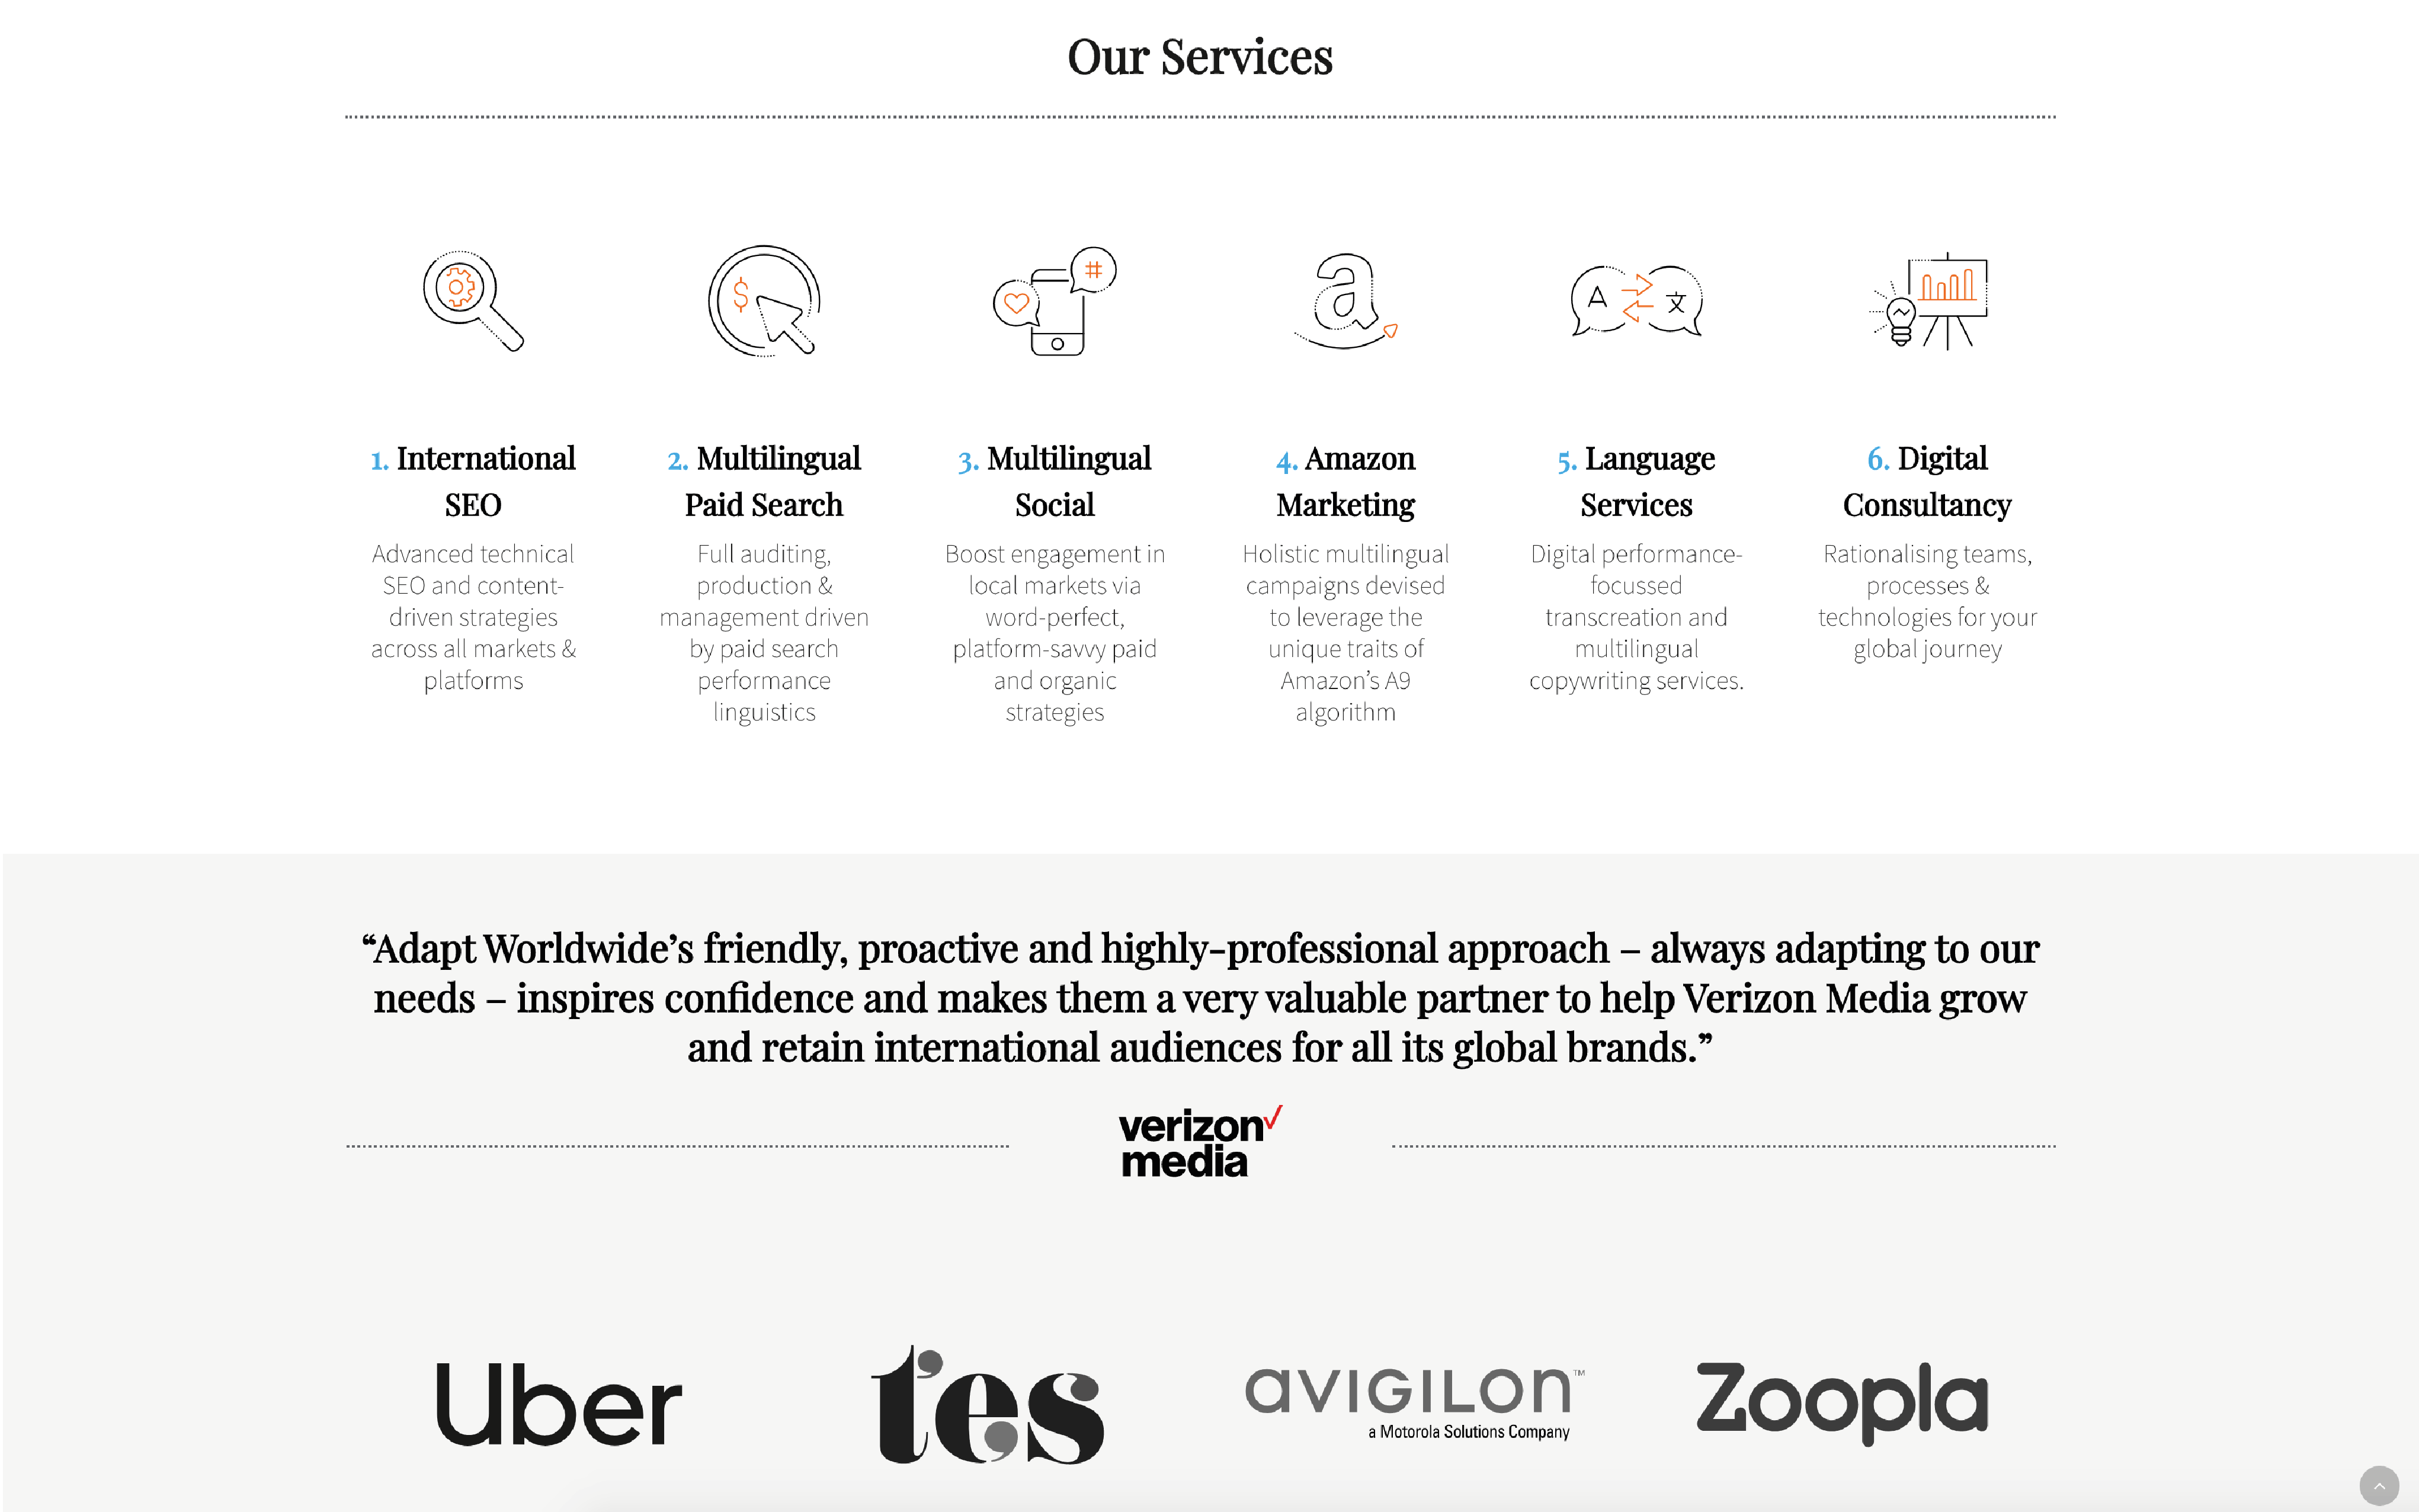 Our Services
$
#
a
A 文
1. International
SEO
Advanced technical
SEO and content-
driven strategies
across all markets &
platforms
2. Multilingual
Paid Search
Full auditing,
production &
management driven
by paid search
performance
linguistics
3. Multilingual
Social
Boost engagement in
local markets via
word-perfect,
platform-savvy paid
and organic
strategies
4. Amazon
Marketing
Holistic multilingual
campaigns devised
to leverage the
unique traits of
Amazon’s A9
algorithm
5. Language
Services
Digital performance-
focussed
transcreation and
multilingual
copywriting services.
6. Digital
Consultancy
Rationalising teams,
processes &
technologies for your
global journey
“Adapt Worldwide’s friendly, proactive and highly-professional approach – always adapting to our
needs – inspires confidence and makes them a very valuable partner to help Verizon Media grow
and retain international audiences for all its global brands.”
verizon✓
media
Uber
tes
avigilon™
a Motorola Solutions Company
Zoopla